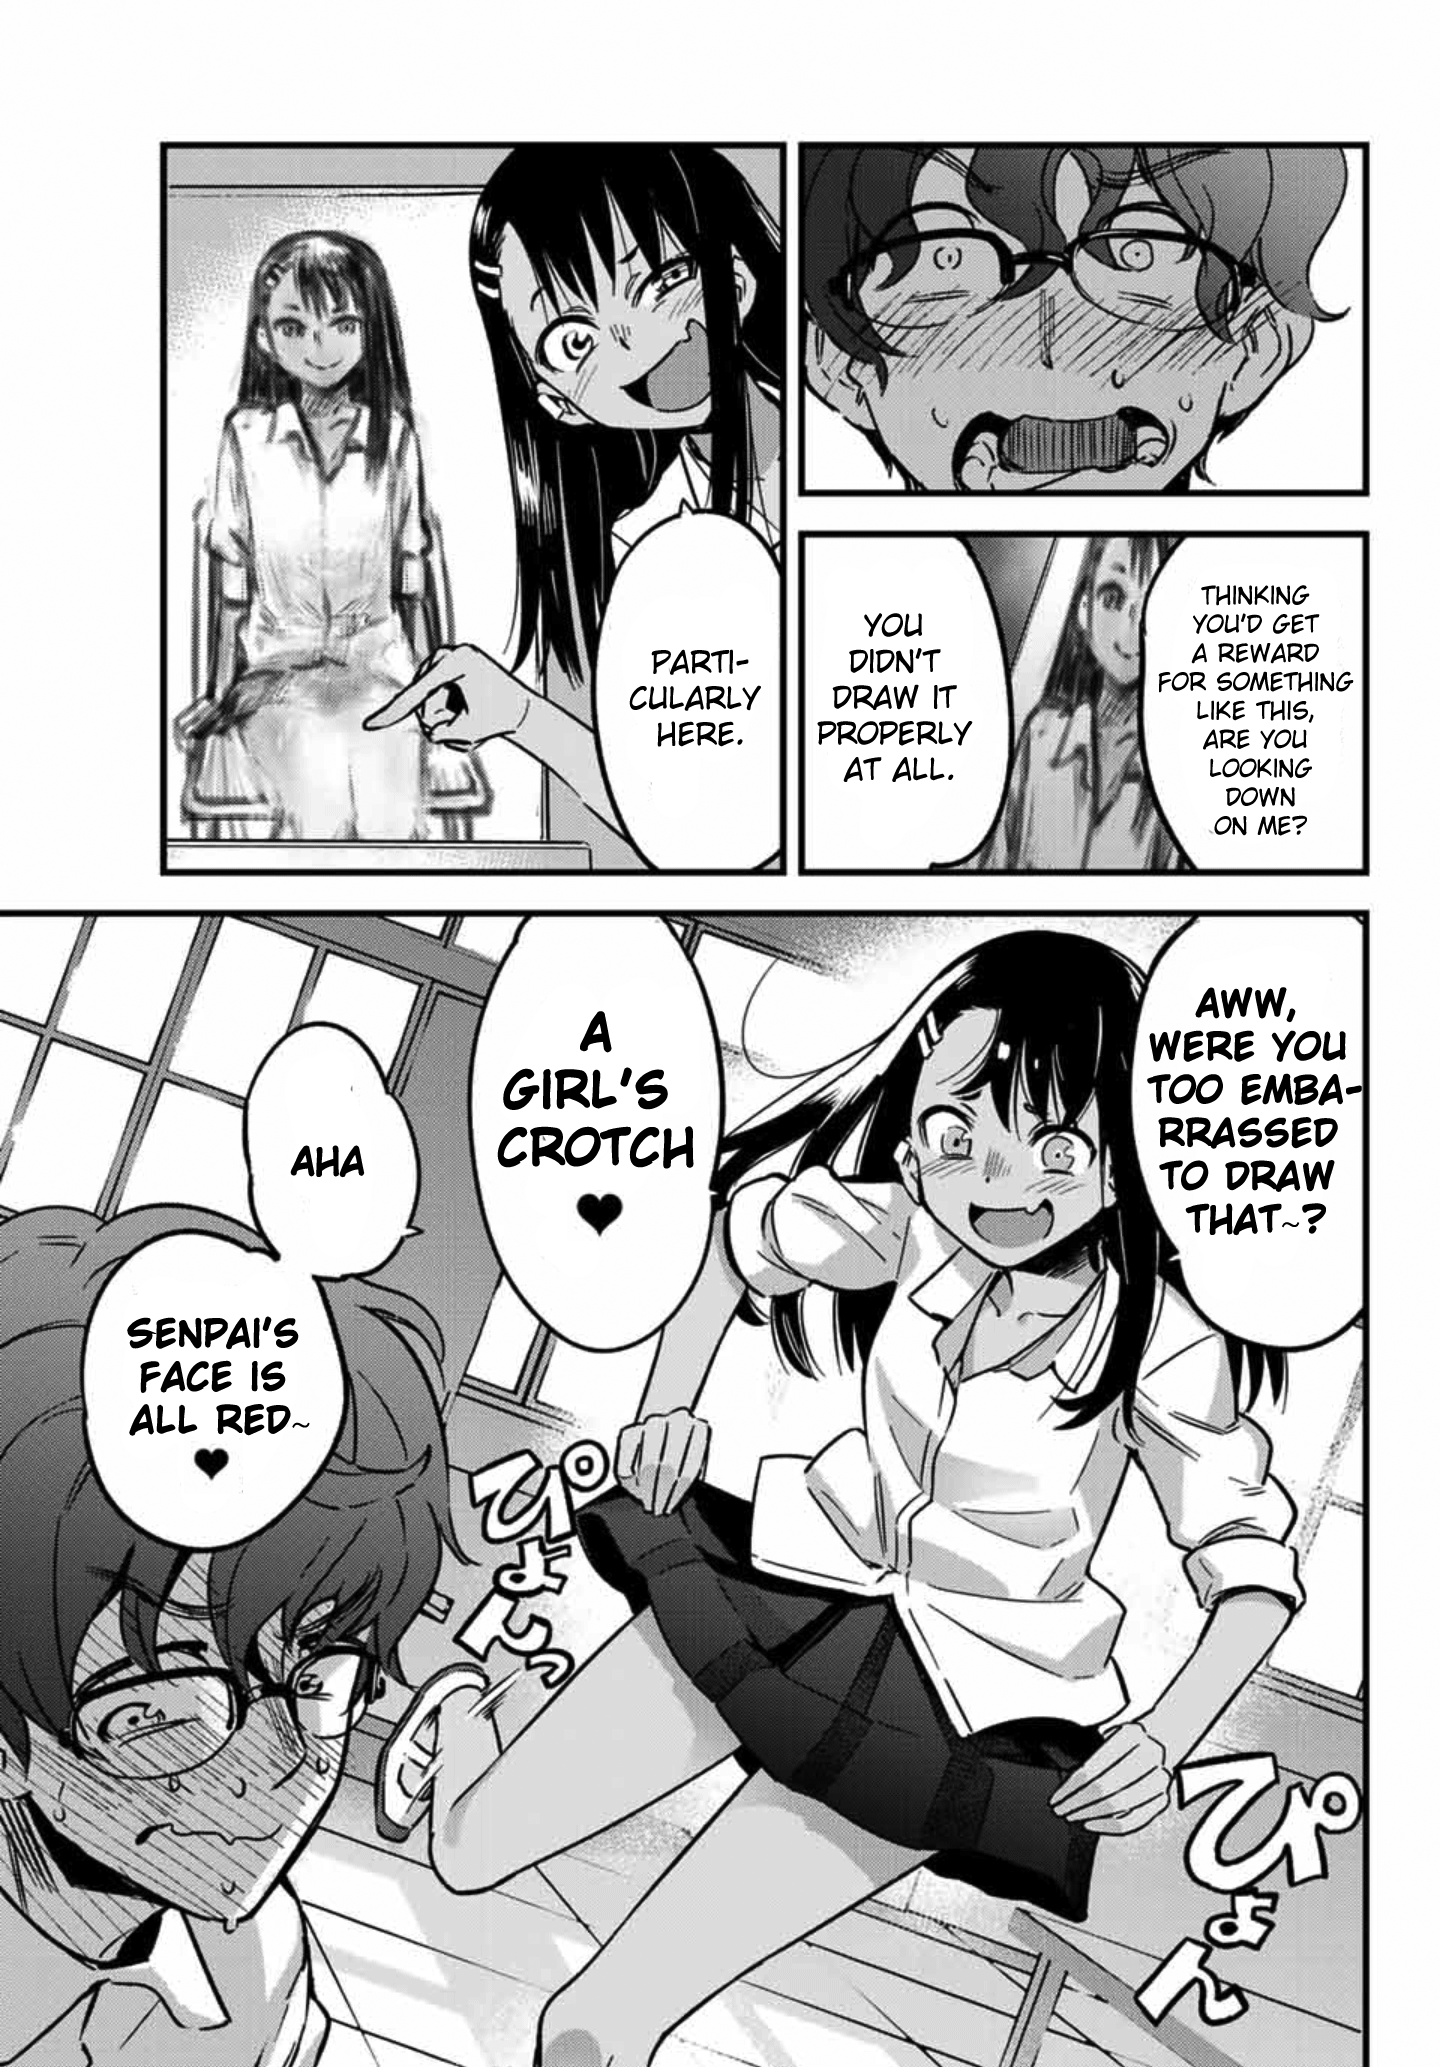 THINKING
YOU'D GET
A REWARD
FOR SOMETHING
LIKE THIS,
ARE YOU
LOOKING
DOWN
ON ME?
YOU
DIDN'T
DRAW IT
PROPERLY
AT ALL.
PARTI-
CULARLY
HERE.
AWW,
WERE YOU
TOO EMBA-
RRASSED
TO DRAW
THAT~?
A
GIRL'S
CROTCH
♥
AHA
SENPAI'S
FACE IS
ALL RED~
♥
ぴょんっ
ぴょん